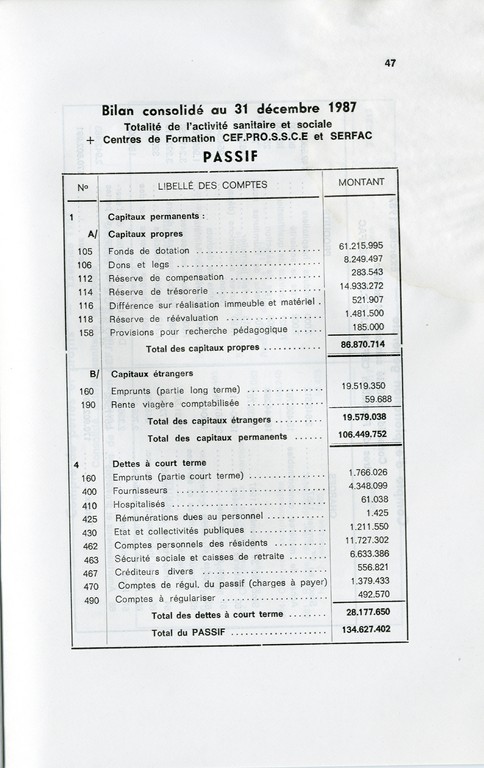 47
Bilan consolidé au 31 décembre 1987
Totalité de l'activité sanitaire et sociale
+ Centres de Formation CEF.PRO.S.S.C.E et SERFAC
PASSIF
No LIBELLÉ DES COMPTES MONTANT
1 Capitaux permanents :
A/ Capitaux propres
105 Fonds de dotation 61.215.995
106 Dons et legs 8.249.497
112 Réserve de compensation 283.543
114 Réserve de trésorerie 14.933.272
116 Différence sur réalisation immeuble et matériel . 521.907
118 Réserve de réévaluation 1.481.500
158 Provisions pour recherche pédagogique 185.000
Total des capitaux propres 86.870.714
B/ Capitaux étrangers
160 Emprunts (partie long terme) 19.519.350
190 Rente viagère comptabilisée 59.688
Total des capitaux étrangers 19.579.038
Total des capitaux permanents 106.449.752
4 Dettes à court terme
160 Emprunts (partie court terme) 1.766.026
400 Fournisseurs 4.348.099
410 Hospitalisés 61.038
425 Rémunérations dues au personnel 1.425
430 Etat et collectivités publiques 1.211.550
462 Comptes personnels des résidents 11.727.302
463 Sécurité sociale et caisses de retraite 6.633.386
467 Créditeurs divers 556.821
470 Comptes de régul. du passif (charges à payer) 1.379.433
490 Comptes à régulariser 492.570
Total des dettes à court terme 28.177.650
Total du PASSIF 134.627.402